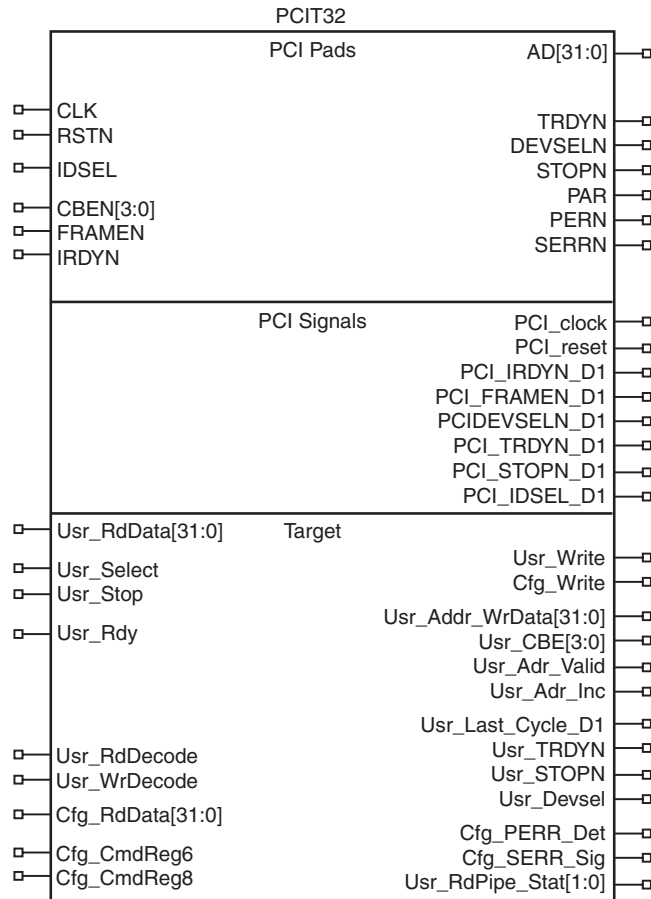 PCIT32
PCI Pads
AD[31:0]
CLK
RSTN
IDSEL
CBEN[3:0]
FRAMEN
IRDYN
TRDYN
DEVSELN
STOPN
PAR
PERN
SERRN
PCI Signals
PCI_clock
PCI_reset
PCI_IRDYN_D1
PCI_FRAMEN_D1
PCIDEVSELN_D1
PCI_TRDYN_D1
PCI_STOPN_D1
PCI_IDSEL_D1
Target
Usr_RdData[31:0]
Usr_Select
Usr_Stop
Usr_Rdy
Usr_RdDecode
Usr_WrDecode
Cfg_RdData[31:0]
Cfg_CmdReg6
Cfg_CmdReg8
Usr_Write
Cfg_Write
Usr_Addr_WrData[31:0]
Usr_CBE[3:0]
Usr_Adr_Valid
Usr_Adr_Inc
Usr_Last_Cycle_D1
Usr_TRDYN
Usr_STOPN
Usr_Devsel
Cfg_PERR_Det
Cfg_SERR_Sig
Usr_RdPipe_Stat[1:0]